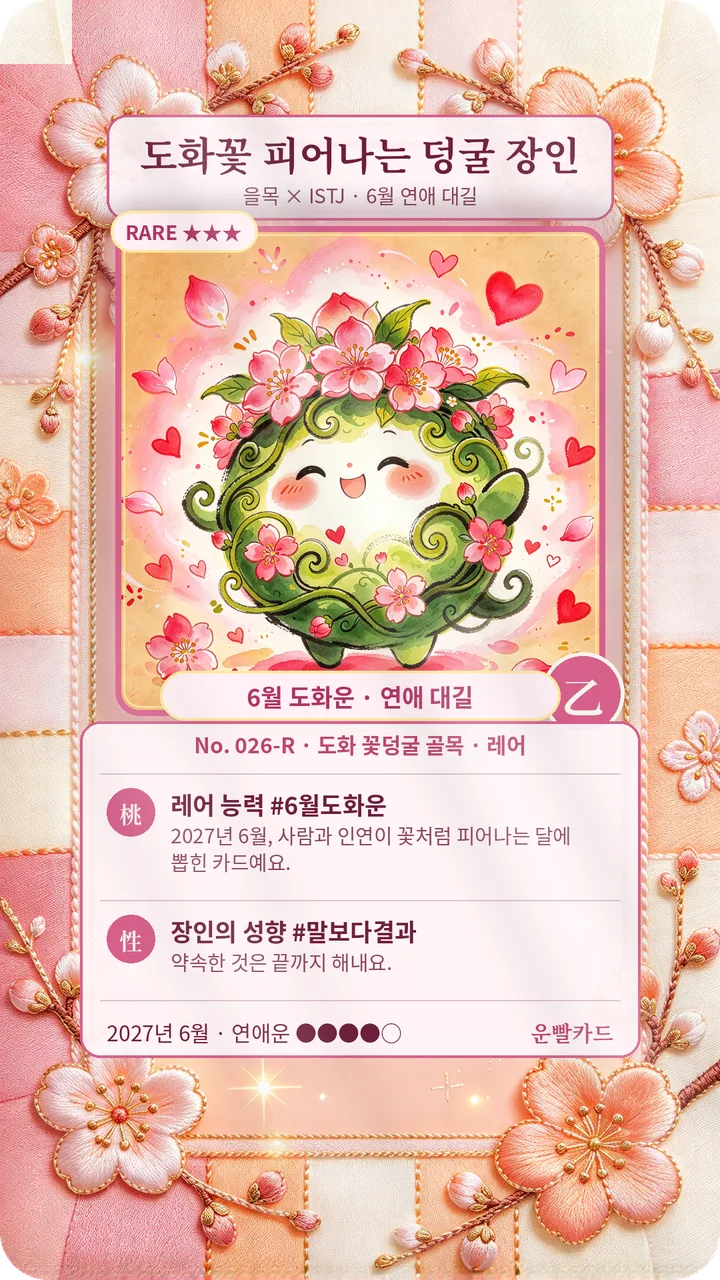 도화꽃 피어나는 덩굴 장인
을목 × ISTJ · 6월 연애 대길
RARE ★★★
6월 도화운 · 연애 대길
乙
No. 026-R · 도화 꽃덩굴 골목 · 레어
桃
레어 능력 #6월도화운
2027년 6월, 사람과 인연이 꽃처럼 피어나는 달에
뽑힌 카드예요.
性
장인의 성향 #말보다결과
약속한 것은 끝까지 해내요.
2027년 6월 · 연애운 ●●●●○
운빨카드